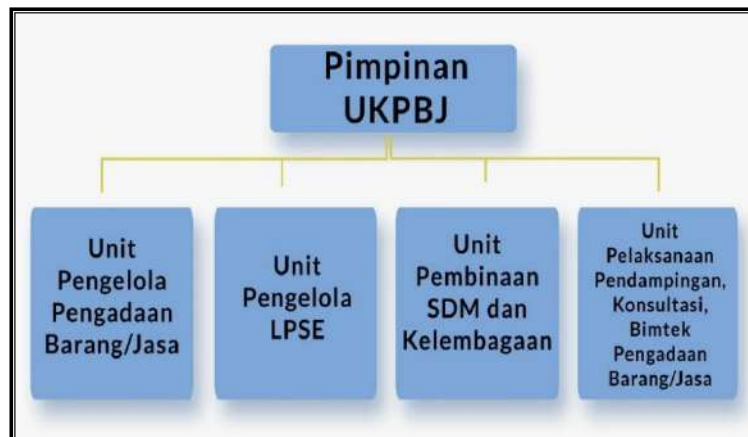 Pimpinan
UKPBJ
Unit
Pengelola
Pengadaan
Barang/Jasa
Unit
Pengelola
LPSE
Unit
Pembinaan
SDM dan
Kelembagaan
Unit
Pelaksanaan
Pendampingan,
Konsultasi,
Bimtek
Pengadaan
Barang/Jasa